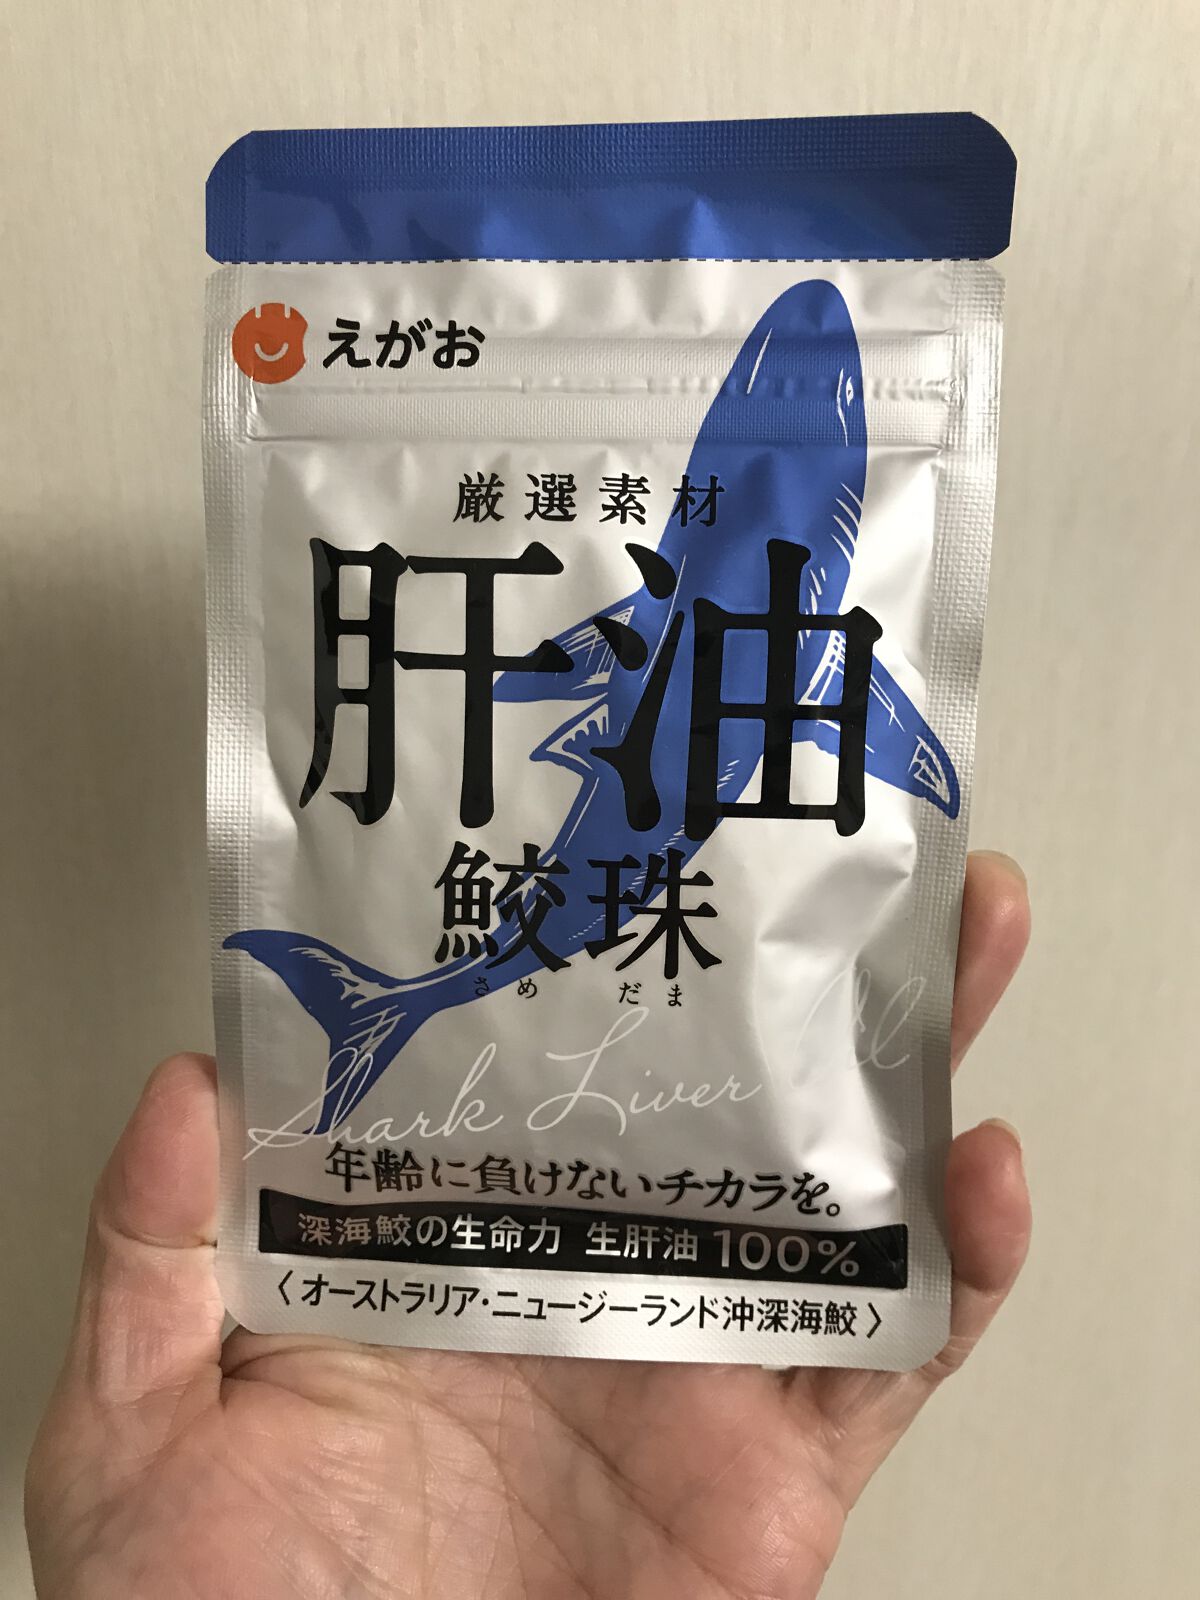 えがお
厳選素材
肝油
鮫珠
さめ だま
Shark Liver Oil
年齢に負けないチカラを。
深海鮫の生命力 生肝油 100%
〈オーストラリア・ニュージーランド沖深海鮫〉